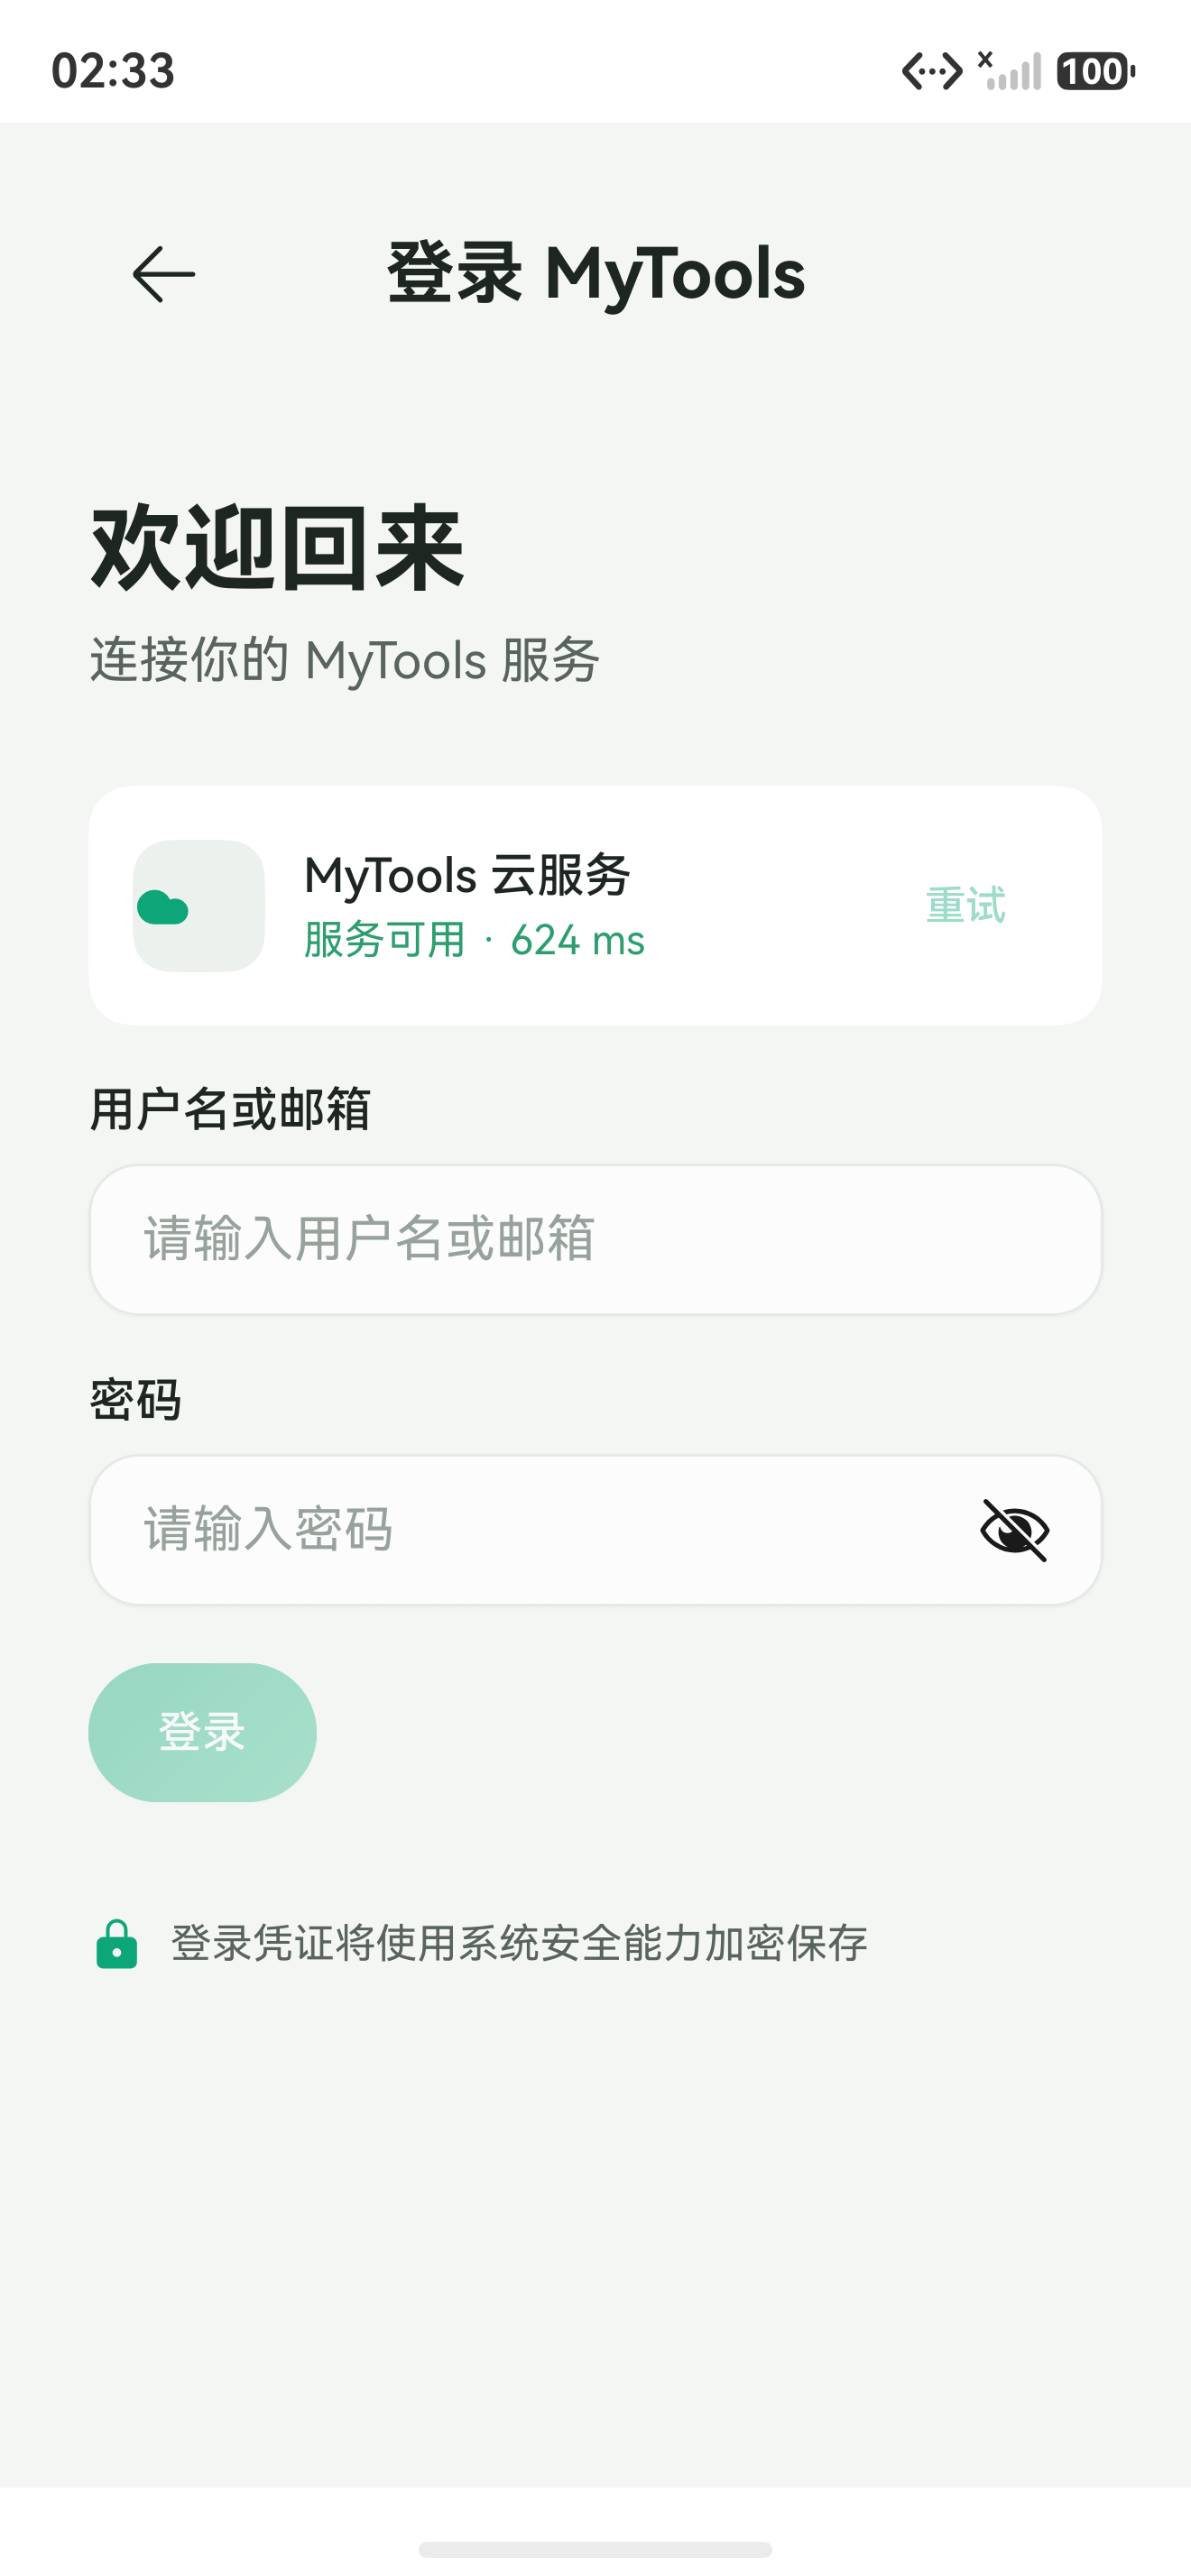 02:33
100
登录 MyTools
欢迎回来
连接你的 MyTools 服务
MyTools 云服务
服务可用 · 624 ms
重试
用户名或邮箱
请输入用户名或邮箱
密码
请输入密码
登录
登录凭证将使用系统安全能力加密保存